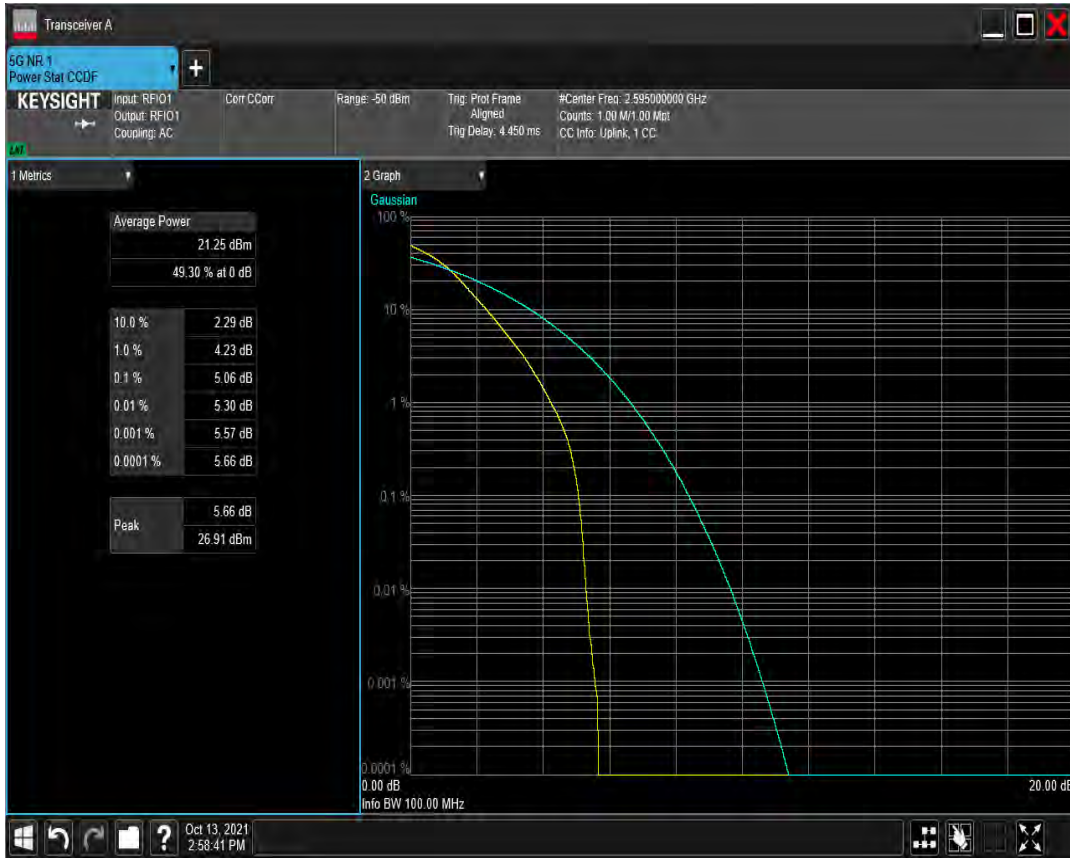 Transceiver A
5G NR 1
Power Stat CCDF
+
KEYSIGHT
Input: RFIO1
Output: RFIO1
Coupling: AC
Corr CCorr
Range: -50 dBm
Trig: Prot Frame
Aligned
Trig Delay: 4.450 ms
#Center Freq: 2.595000000 GHz
Counts: 1.00 M/1.00 Mpt
CC Info: Uplink, 1 CC
1 Metrics
Average Power
21.25 dBm
49.30 % at 0 dB
10.0 % 2.29 dB
1.0 % 4.23 dB
0.1 % 5.06 dB
0.01 % 5.30 dB
0.001 % 5.57 dB
0.0001 % 5.66 dB
Peak 5.66 dB
26.91 dBm
2 Graph
Gaussian
100 %
10 %
1 %
0.1 %
0.01 %
0.001 %
0.0001 %
0.00 dB 20.00 dB
Info BW 100.00 MHz
?
Oct 13, 2021
2:58:41 PM